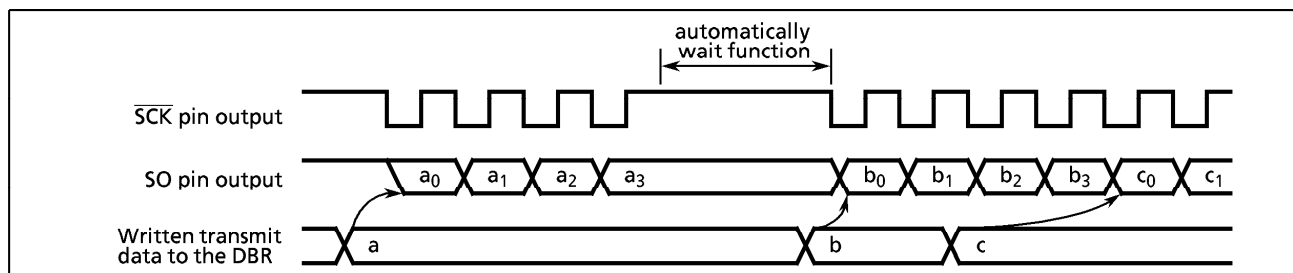 automatically
wait function
SCK pin output
SO pin output
a0 a1 a2 a3 b0 b1 b2 b3 c0 c1
Written transmit
data to the DBR
a b c